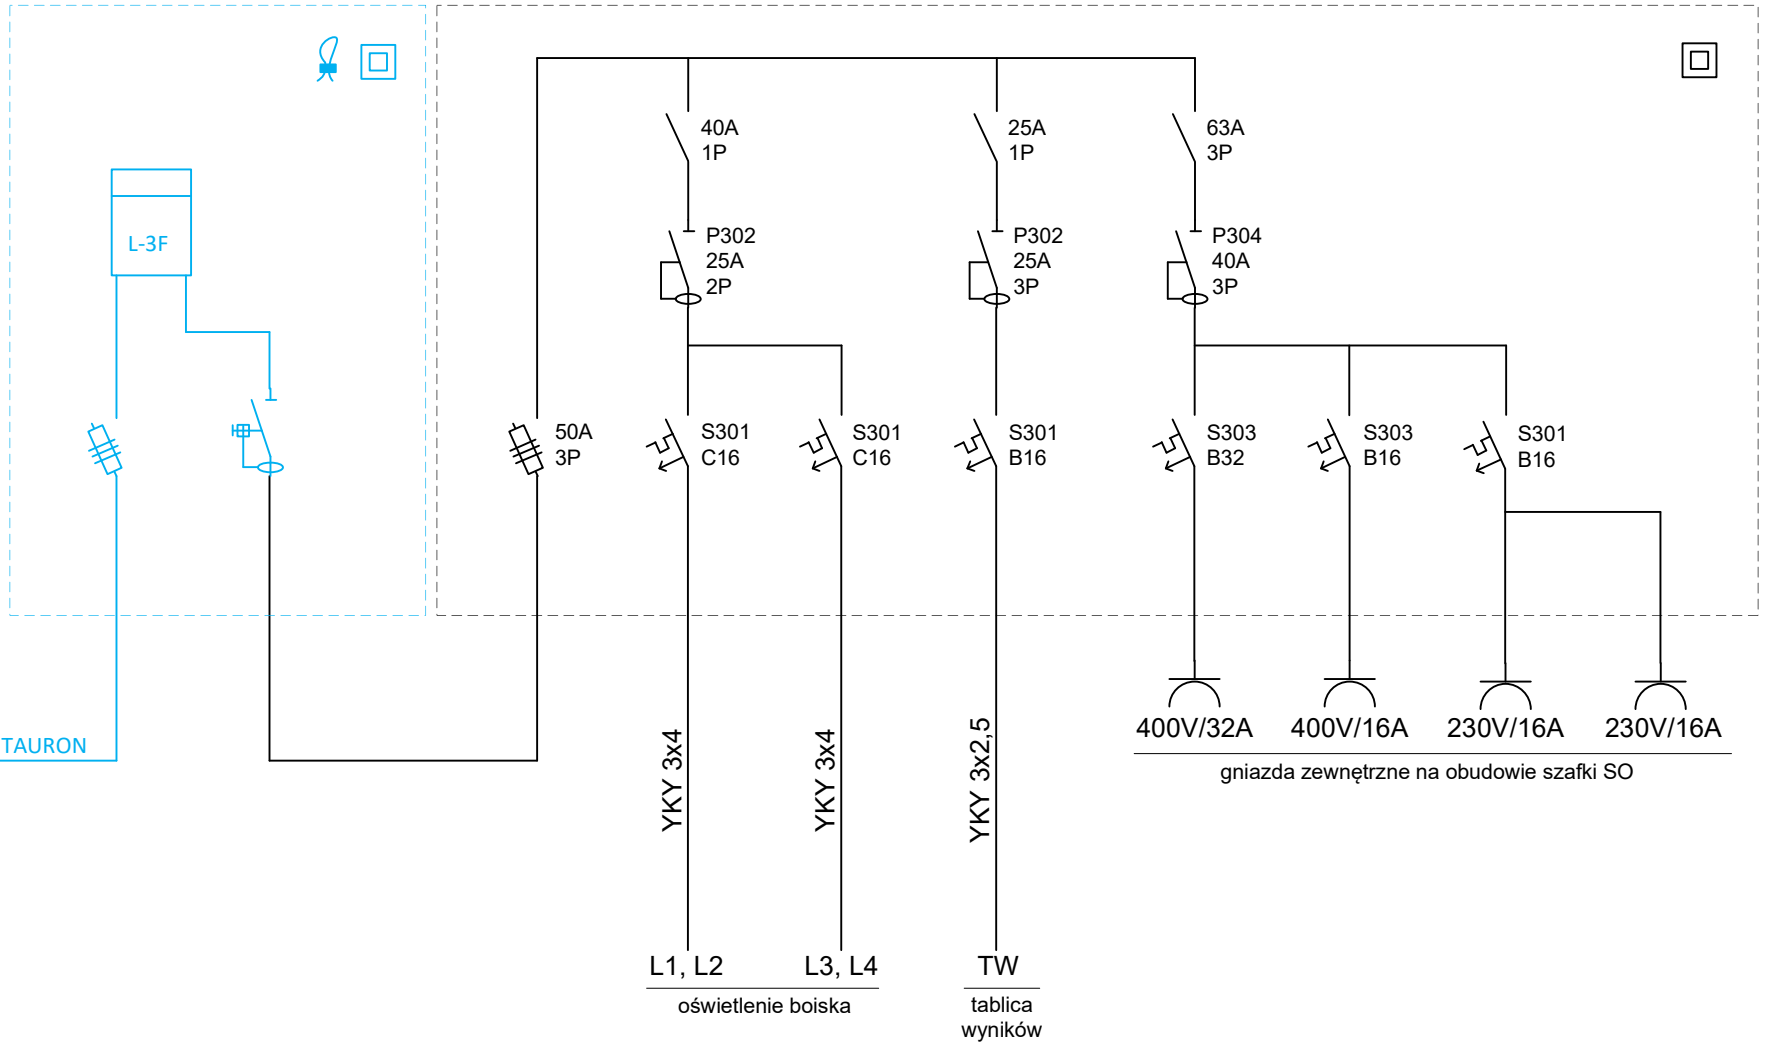 L-3F
TAURON
50A
3P
40A
1P
P302
25A
2P
S301
C16
S301
C16
25A
1P
P302
25A
3P
S301
B16
63A
3P
P304
40A
3P
S303
B32
S303
B16
S301
B16
400V/32A
400V/16A
230V/16A
230V/16A
gniazda zewnętrzne na obudowie szafki SO
YKY 3x4
YKY 3x4
YKY 3x2,5
L1, L2
L3, L4
oświetlenie boiska
TW
tablica
wyników